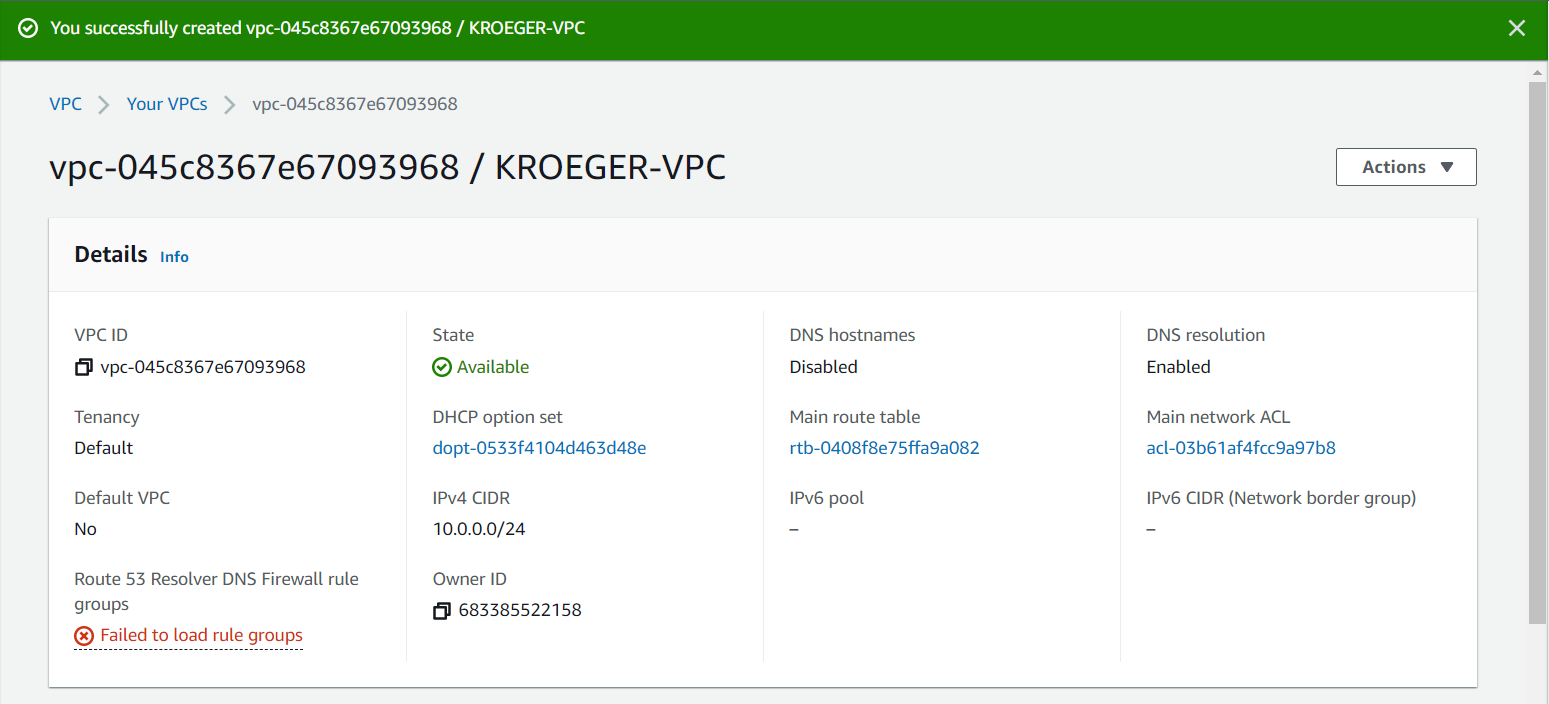 You successfully created vpc-045c8367e67093968 / KROEGER-VPC
VPC
Your VPCs
vpc-045c8367e67093968
vpc-045c8367e67093968 / KROEGER-VPC
Actions
Details Info
VPC ID
vpc-045c8367e67093968
State
Available
DNS hostnames
Disabled
DNS resolution
Enabled
Tenancy
Default
DHCP option set
dopt-0533f4104d463d48e
Main route table
rtb-0408f8e75ffa9a082
Main network ACL
acl-03b61af4fcc9a97b8
Default VPC
No
IPv4 CIDR
10.0.0.0/24
IPv6 pool
–
IPv6 CIDR (Network border group)
–
Route 53 Resolver DNS Firewall rule
groups
Failed to load rule groups
Owner ID
683385522158